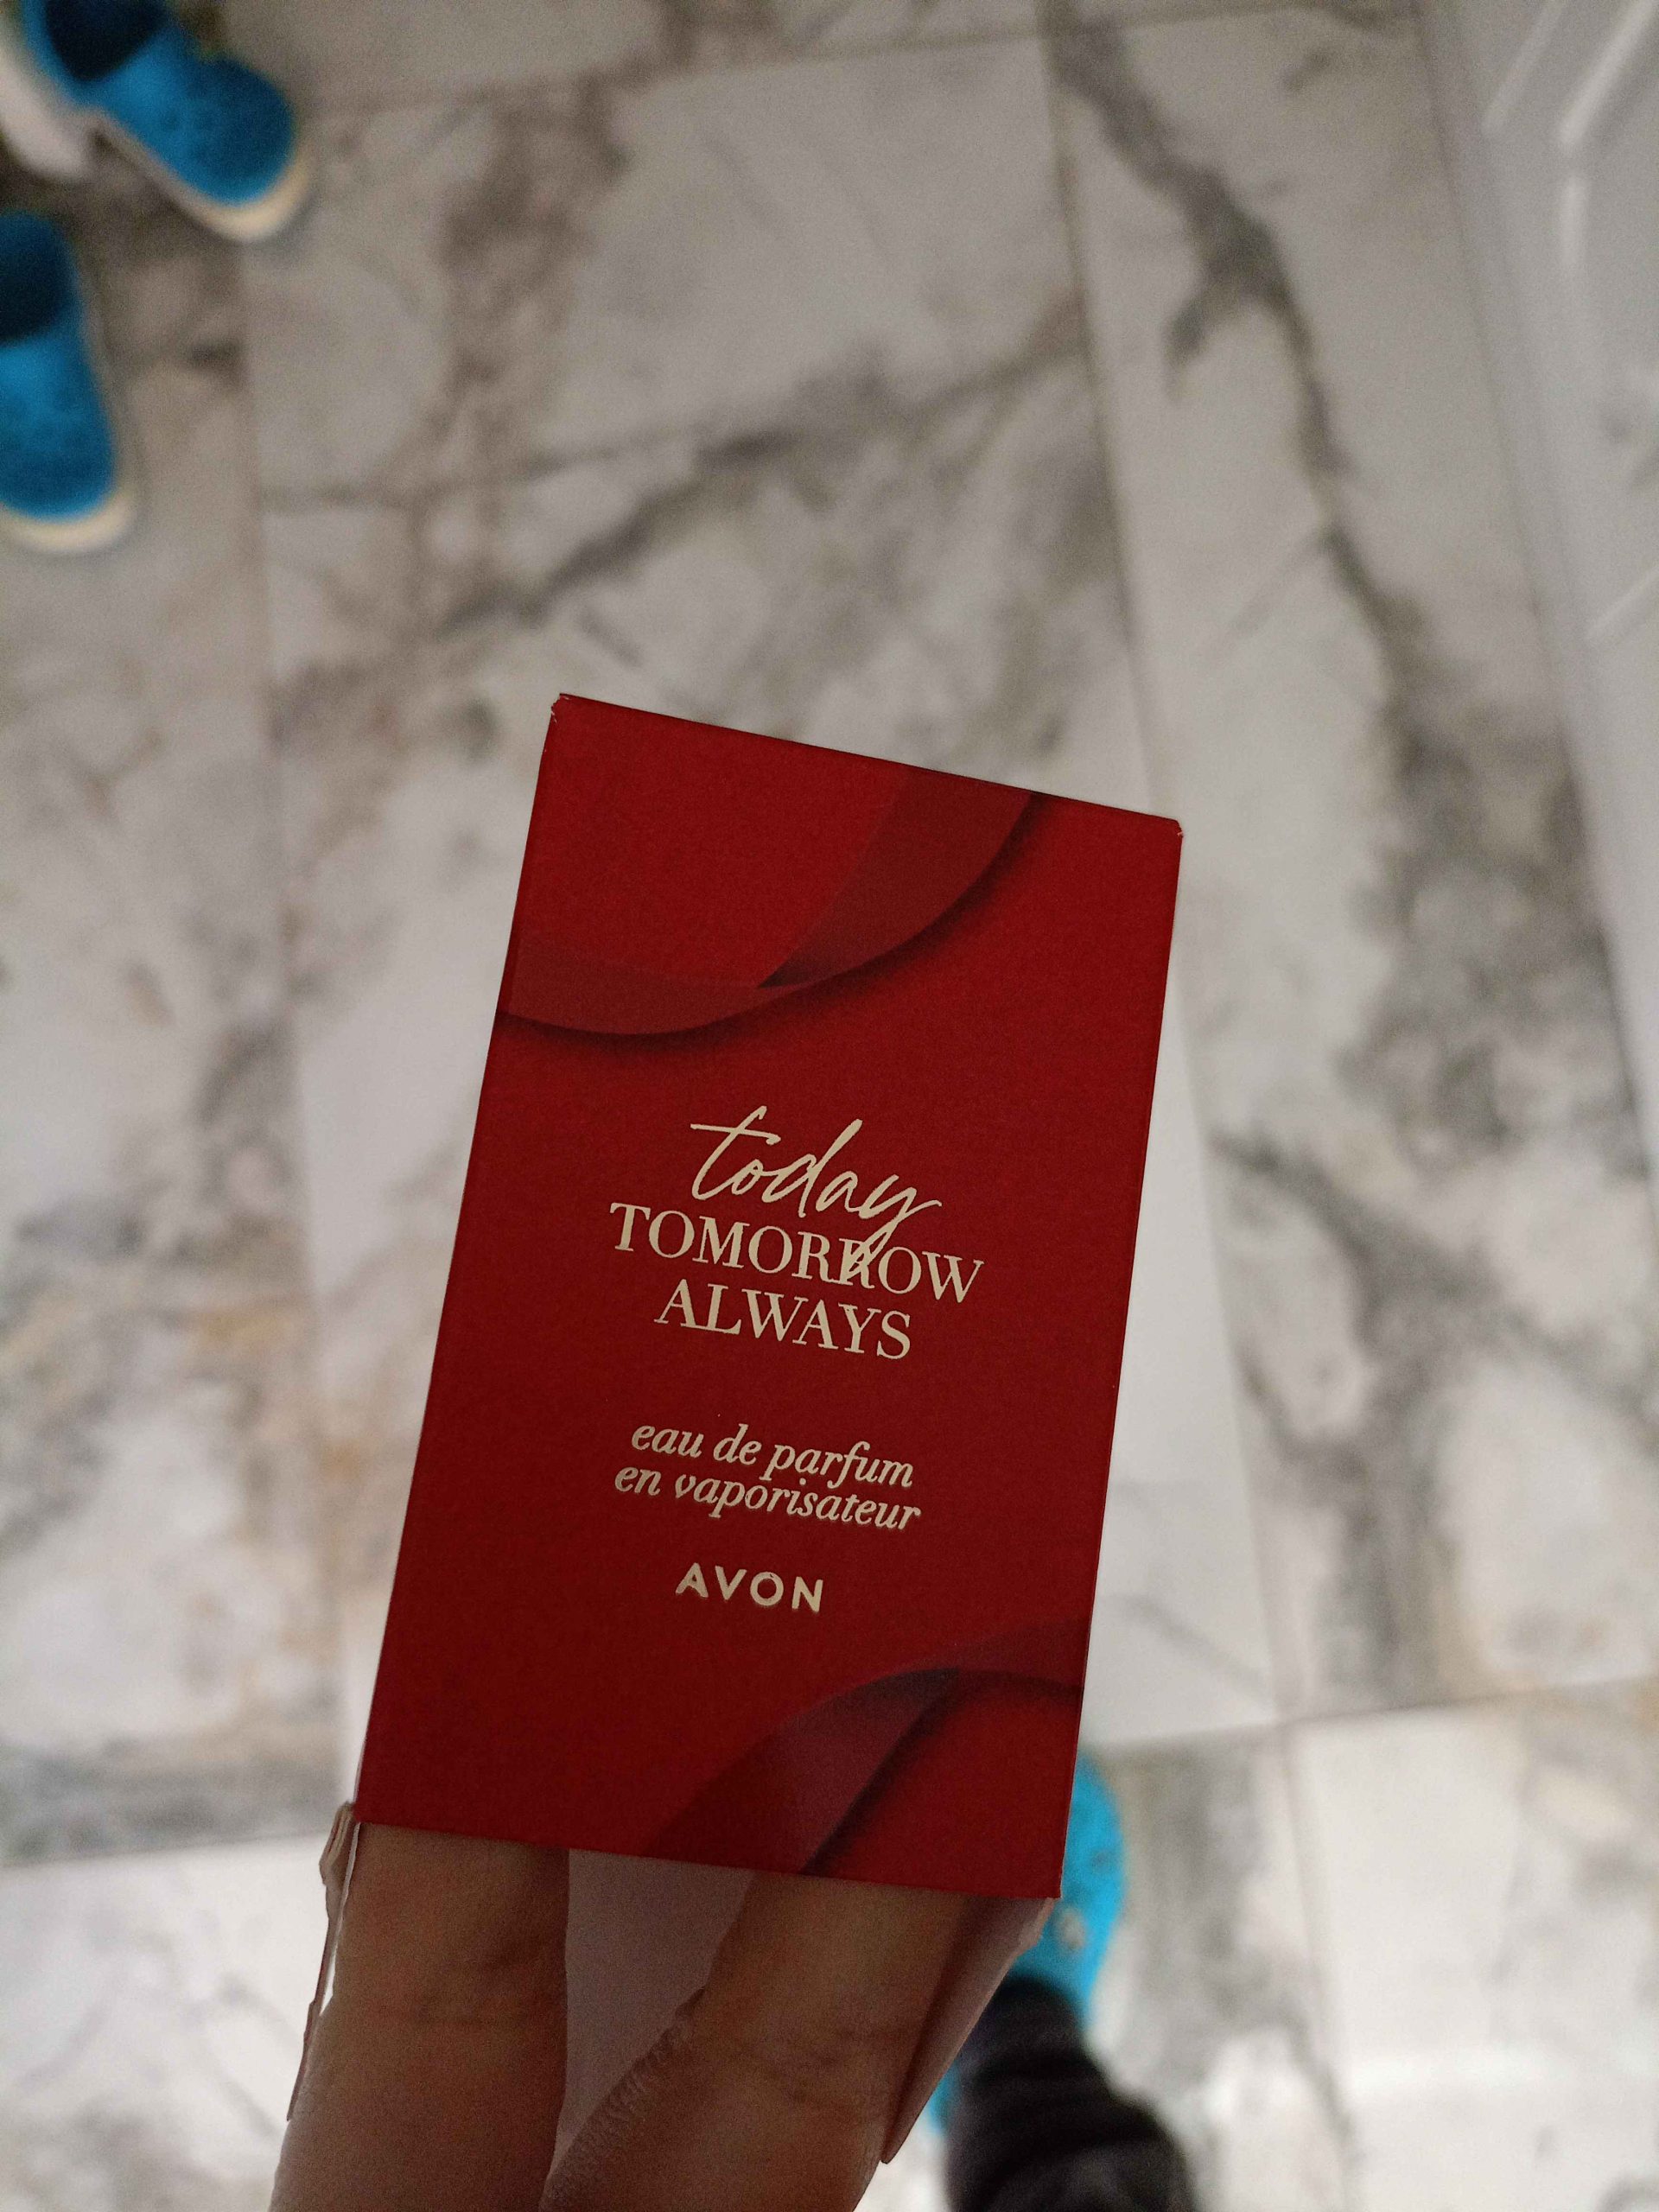 today
TOMORROW
ALWAYS
eau de parfum
en vaporisateur
AVON